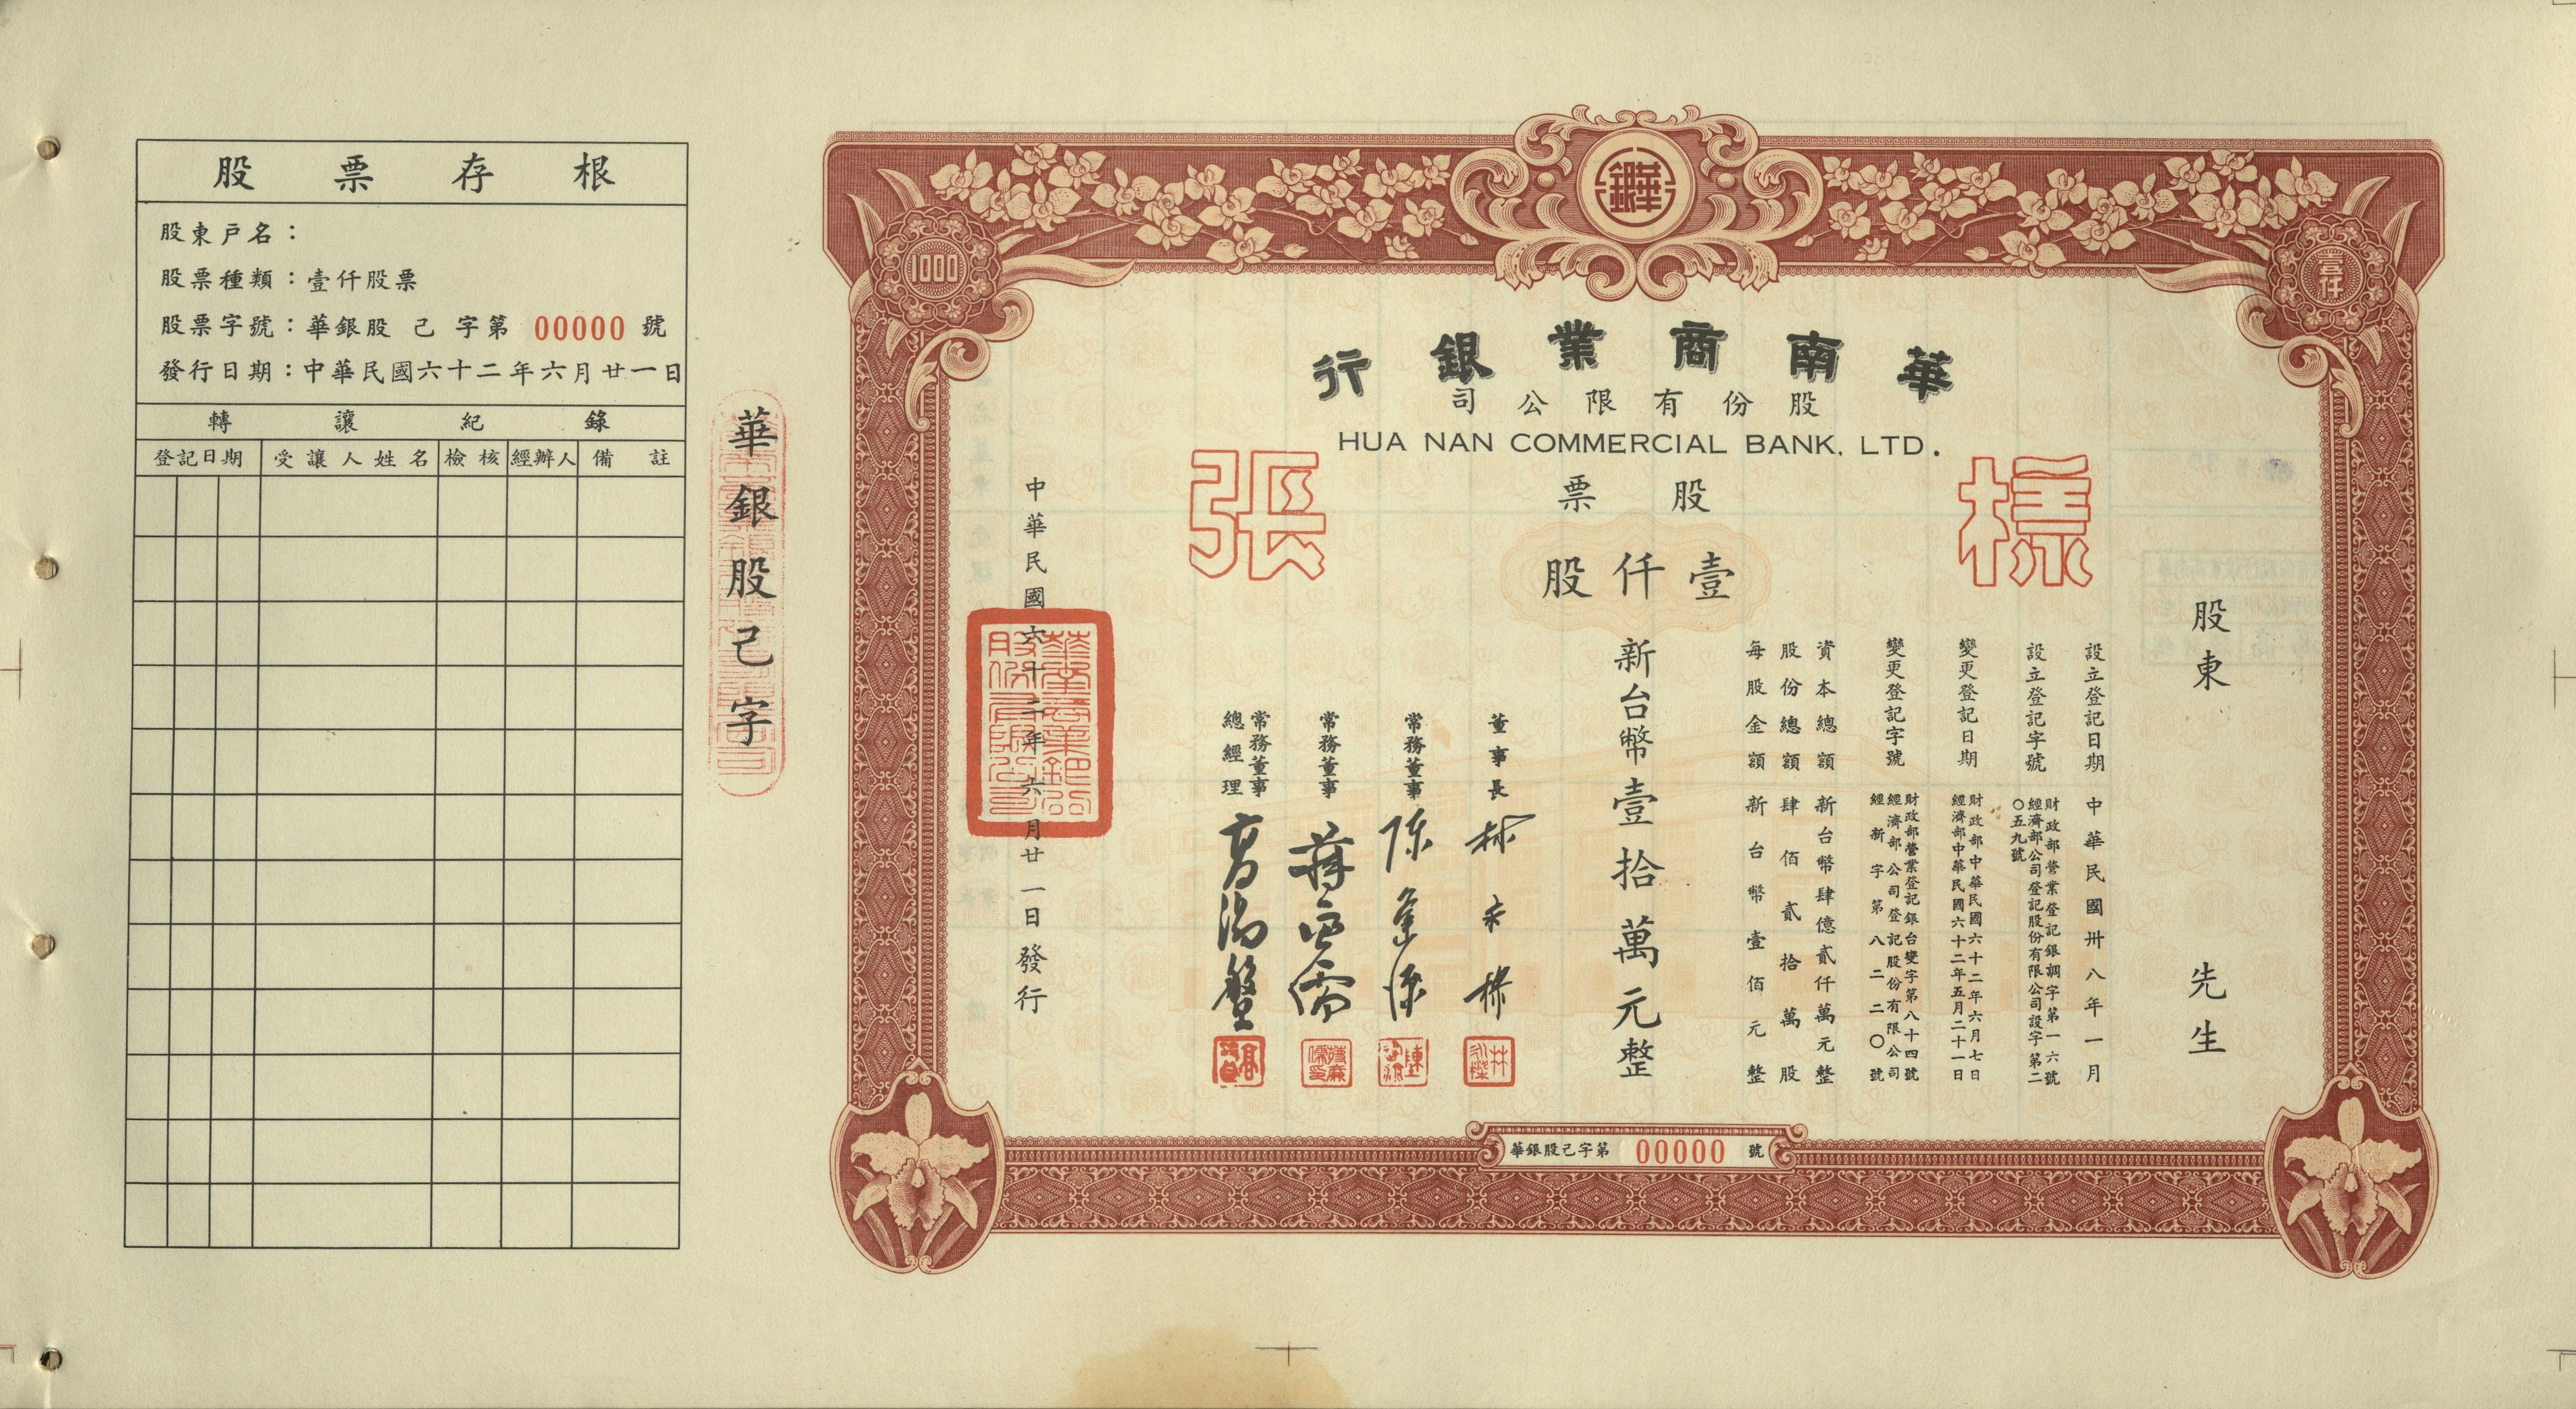 股票存根
股東戶名：
股票種類：壹仟股票
股票字號：華銀股 己 字第 00000 號
發行日期：中華民國六十二年六月廿一日
轉讓紀錄
登記日期 受讓人姓名 檢核 經辦人 備註
華銀股己字
1000
華銀
壹仟
華南商業銀行
股份有限公司
HUA NAN COMMERCIAL BANK, LTD.
樣張
股票
壹仟股
股東 先生
設立登記日期 中華民國卅八年一月
設立登記字號 財政部營業登記銀調字第一六號
經濟部公司登記股份有限公司設字第二
〇五九號
變更登記日期 財政部中華民國六十二年六月七日
經濟部中華民國六十二年五月二十一日
變更登記字號 財政部營業登記銀台變字第八十四號
經濟部公司登記股份有限公司
經新字第八二二〇號
資本總額 新台幣肆億貳仟萬元整
股份總額 肆佰貳拾萬股
每股金額 新台幣壹佰元整
新台幣壹拾萬元整
董事長
常務董事
常務董事
常務董事
總經理
中華民國六十二年六月廿一日發行
華南商業銀行股份有限公司
華銀股己字第 00000 號